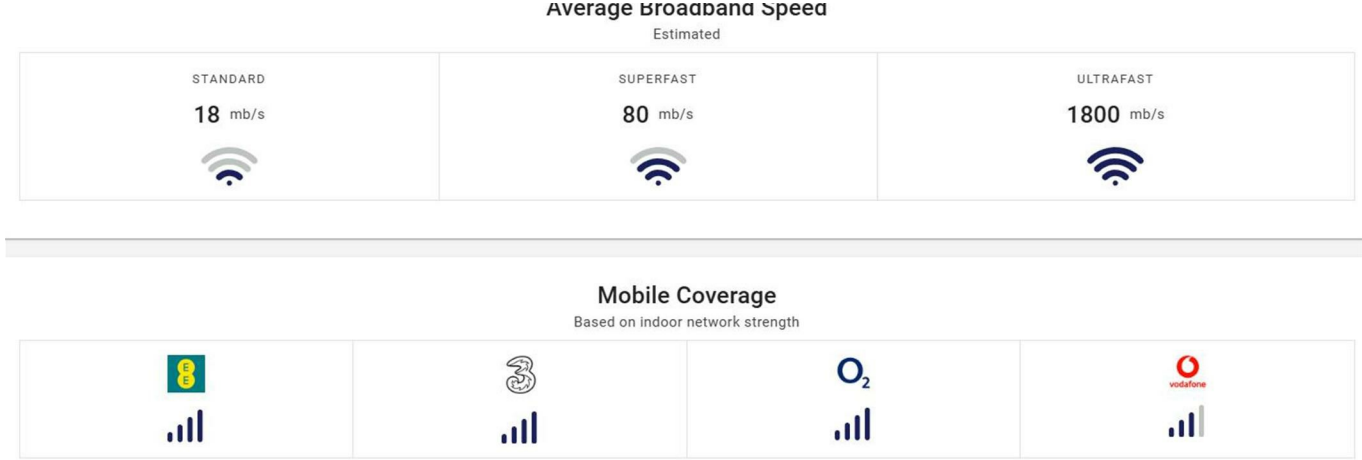 Average Broadband Speed
Estimated
STANDARD
SUPERFAST
ULTRAFAST
18 mb/s
80 mb/s
1800 mb/s
Mobile Coverage
Based on indoor network strength
EE
3
O2
vodafone